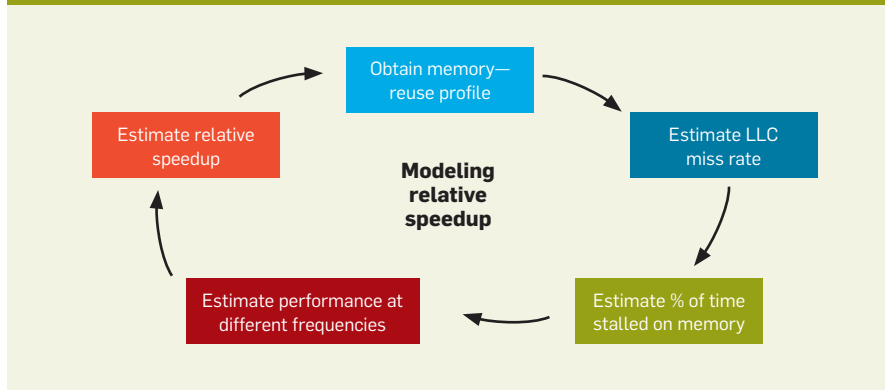 Obtain memory—
reuse profile
Estimate relative
speedup
Estimate LLC
miss rate
Modeling
relative
speedup
Estimate performance at
different frequencies
Estimate % of time
stalled on memory